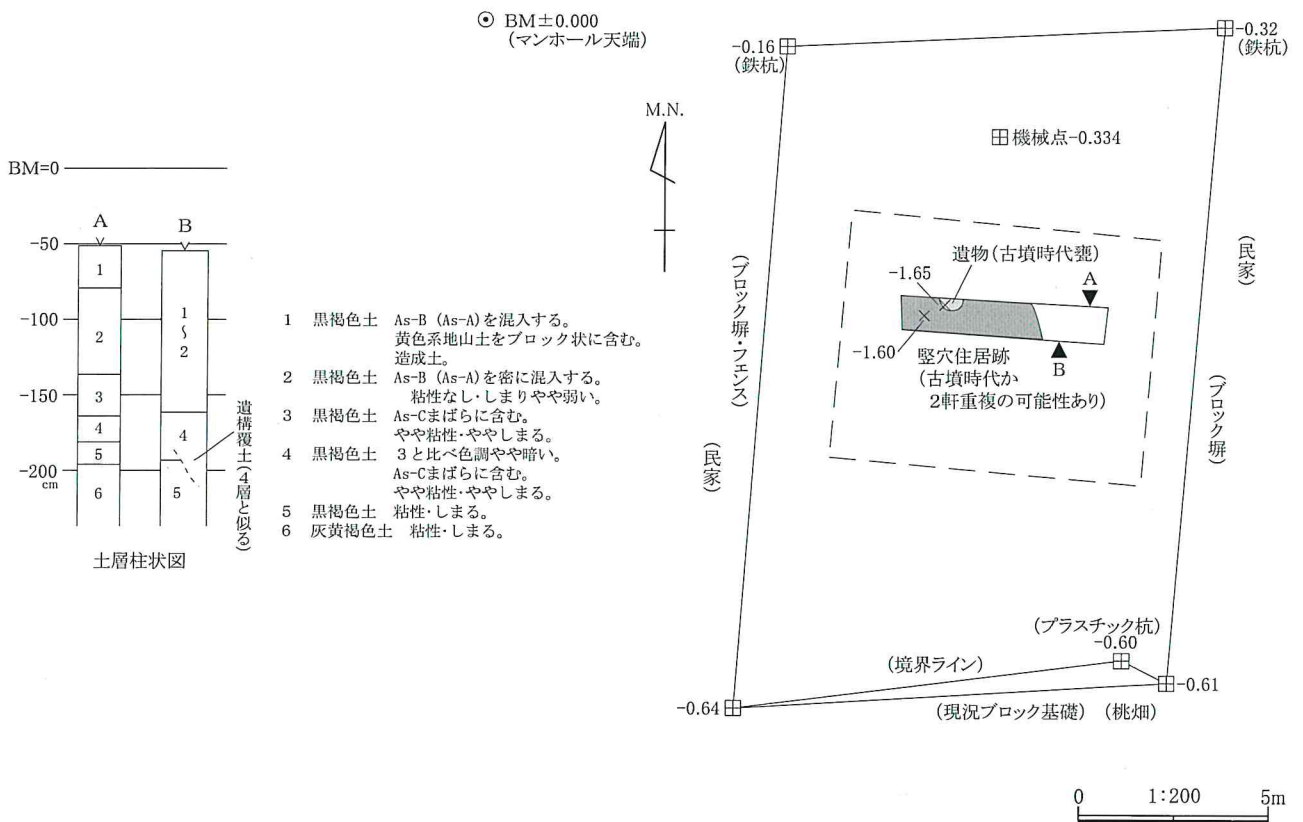 BM±0.000
(マンホール天端)
-0.16
(鉄杭)
-0.32
(鉄杭)
M.N.
機械点-0.334
BM=0
A
B
-50
-100
-150
-200
cm
1
2
3
4
5
6
1～2
4
5
遺構覆土(4層と似る)
土層柱状図
1 黒褐色土 As-B (As-A)を混入する。
黄色系地山土をブロック状に含む。
造成土。
2 黒褐色土 As-B (As-A)を密に混入する。
粘性なし・しまりやや弱い。
3 黒褐色土 As-Cまばらに含む。
やや粘性・ややしまる。
4 黒褐色土 3と比べ色調やや暗い。
As-Cまばらに含む。
やや粘性・ややしまる。
5 黒褐色土 粘性・しまる。
6 灰黄褐色土 粘性・しまる。
(ブロック塀・フェンス)
(民家)
遺物(古墳時代甕)
-1.65
-1.60
A
B
竪穴住居跡
(古墳時代か
2軒重複の可能性あり)
(民家)
(ブロック塀)
(プラスチック杭)
-0.60
(境界ライン)
-0.61
-0.64
(現況ブロック基礎) (桃畑)
0 1:200 5m